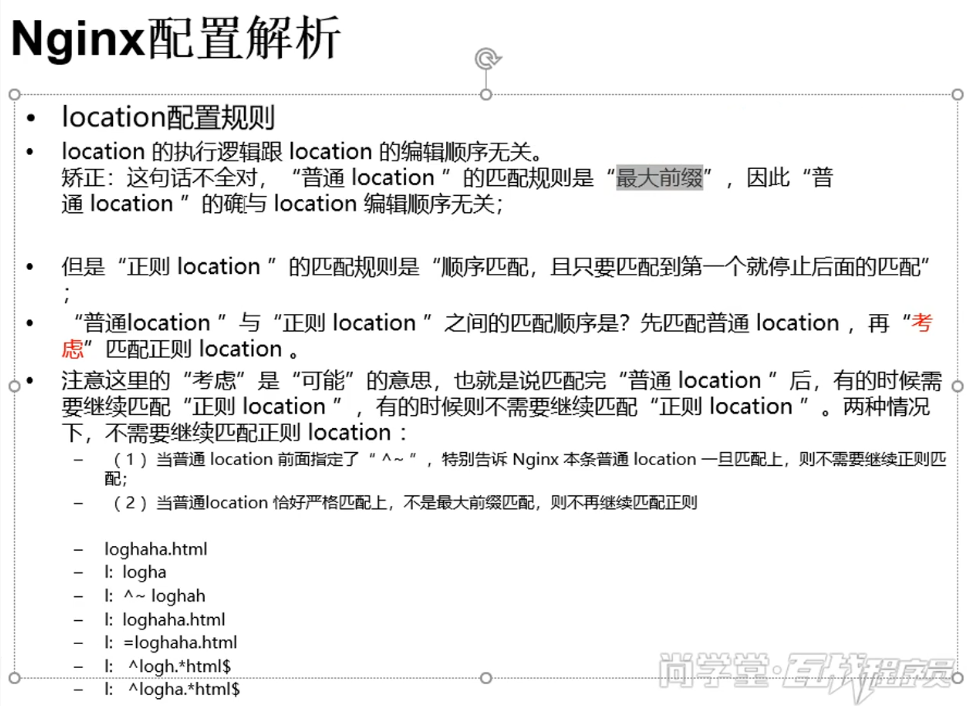 Nginx配置解析
• location配置规则
• location 的执行逻辑跟 location 的编辑顺序无关。
矫正：这句话不全对，“普通 location ”的匹配规则是“最大前缀”，因此“普
通 location ”的确与 location 编辑顺序无关；
• 但是“正则 location ”的匹配规则是“顺序匹配，且只要匹配到第一个就停止后面的匹配”
；
• “普通location ”与“正则 location ”之间的匹配顺序是？先匹配普通 location ，再“考
虑”匹配正则 location 。
• 注意这里的“考虑”是“可能”的意思，也就是说匹配完“普通 location ”后，有的时候需
要继续匹配“正则 location ”，有的时候则不需要继续匹配“正则 location ”。两种情况
下，不需要继续匹配正则 location ：
– （1）当普通 location 前面指定了“ ^~ ”，特别告诉 Nginx 本条普通 location 一旦匹配上，则不需要继续正则匹
配；
– （2）当普通location 恰好严格匹配上，不是最大前缀匹配，则不再继续匹配正则
– loghaha.html
– l: logha
– l: ^~ loghah
– l: loghaha.html
– l: =loghaha.html
– l: ^logh.*html$
– l: ^logha.*html$
尚学堂·百战程序员